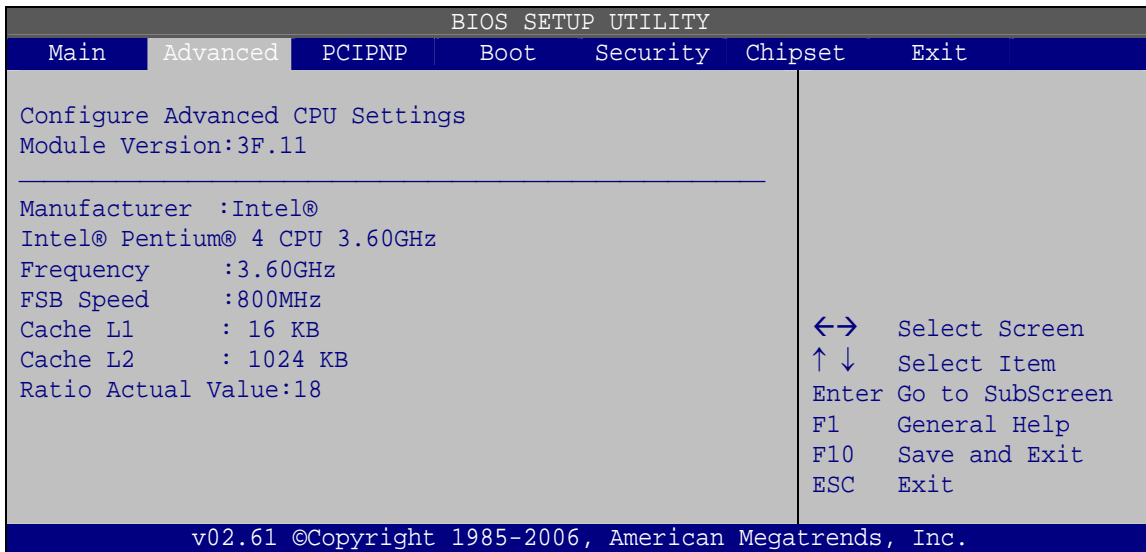 BIOS SETUP UTILITY
Main Advanced PCIPNP Boot Security Chipset Exit
Configure Advanced CPU Settings
Module Version:3F.11
Manufacturer :Intel®
Intel® Pentium® 4 CPU 3.60GHz
Frequency :3.60GHz
FSB Speed :800MHz
Cache L1 : 16 KB
Cache L2 : 1024 KB
Ratio Actual Value:18
←→ Select Screen
↑ ↓ Select Item
Enter Go to SubScreen
F1 General Help
F10 Save and Exit
ESC Exit
v02.61 ©Copyright 1985-2006, American Megatrends, Inc.